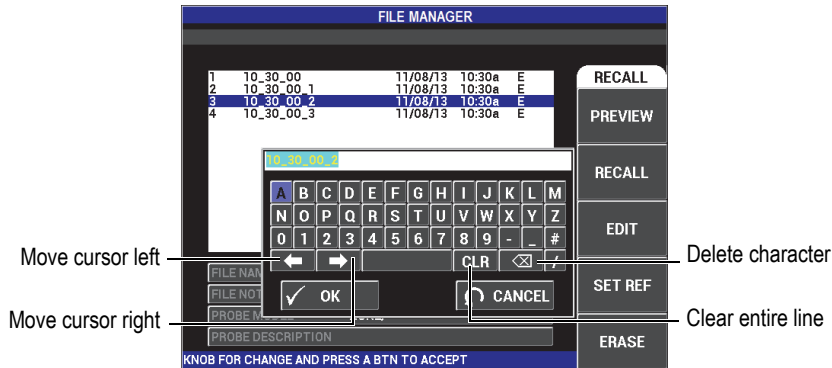 FILE MANAGER
1 10_30_00 11/08/13 10:30a E
2 10_30_00_1 11/08/13 10:30a E
3 10_30_00_2 11/08/13 10:30a E
4 10_30_00_3 11/08/13 10:30a E
RECALL
PREVIEW
RECALL
EDIT
SET REF
ERASE
10_30_00_2
A B C D E F G H I J K L M
N O P Q R S T U V W X Y Z
0 1 2 3 4 5 6 7 8 9 - _ #
CLR /
OK
CANCEL
Move cursor left
Move cursor right
Delete character
Clear entire line
FILE
FILE
PROBE
PROBE DESCRIPTION
KNOB FOR CHANGE AND PRESS A BTN TO ACCEPT